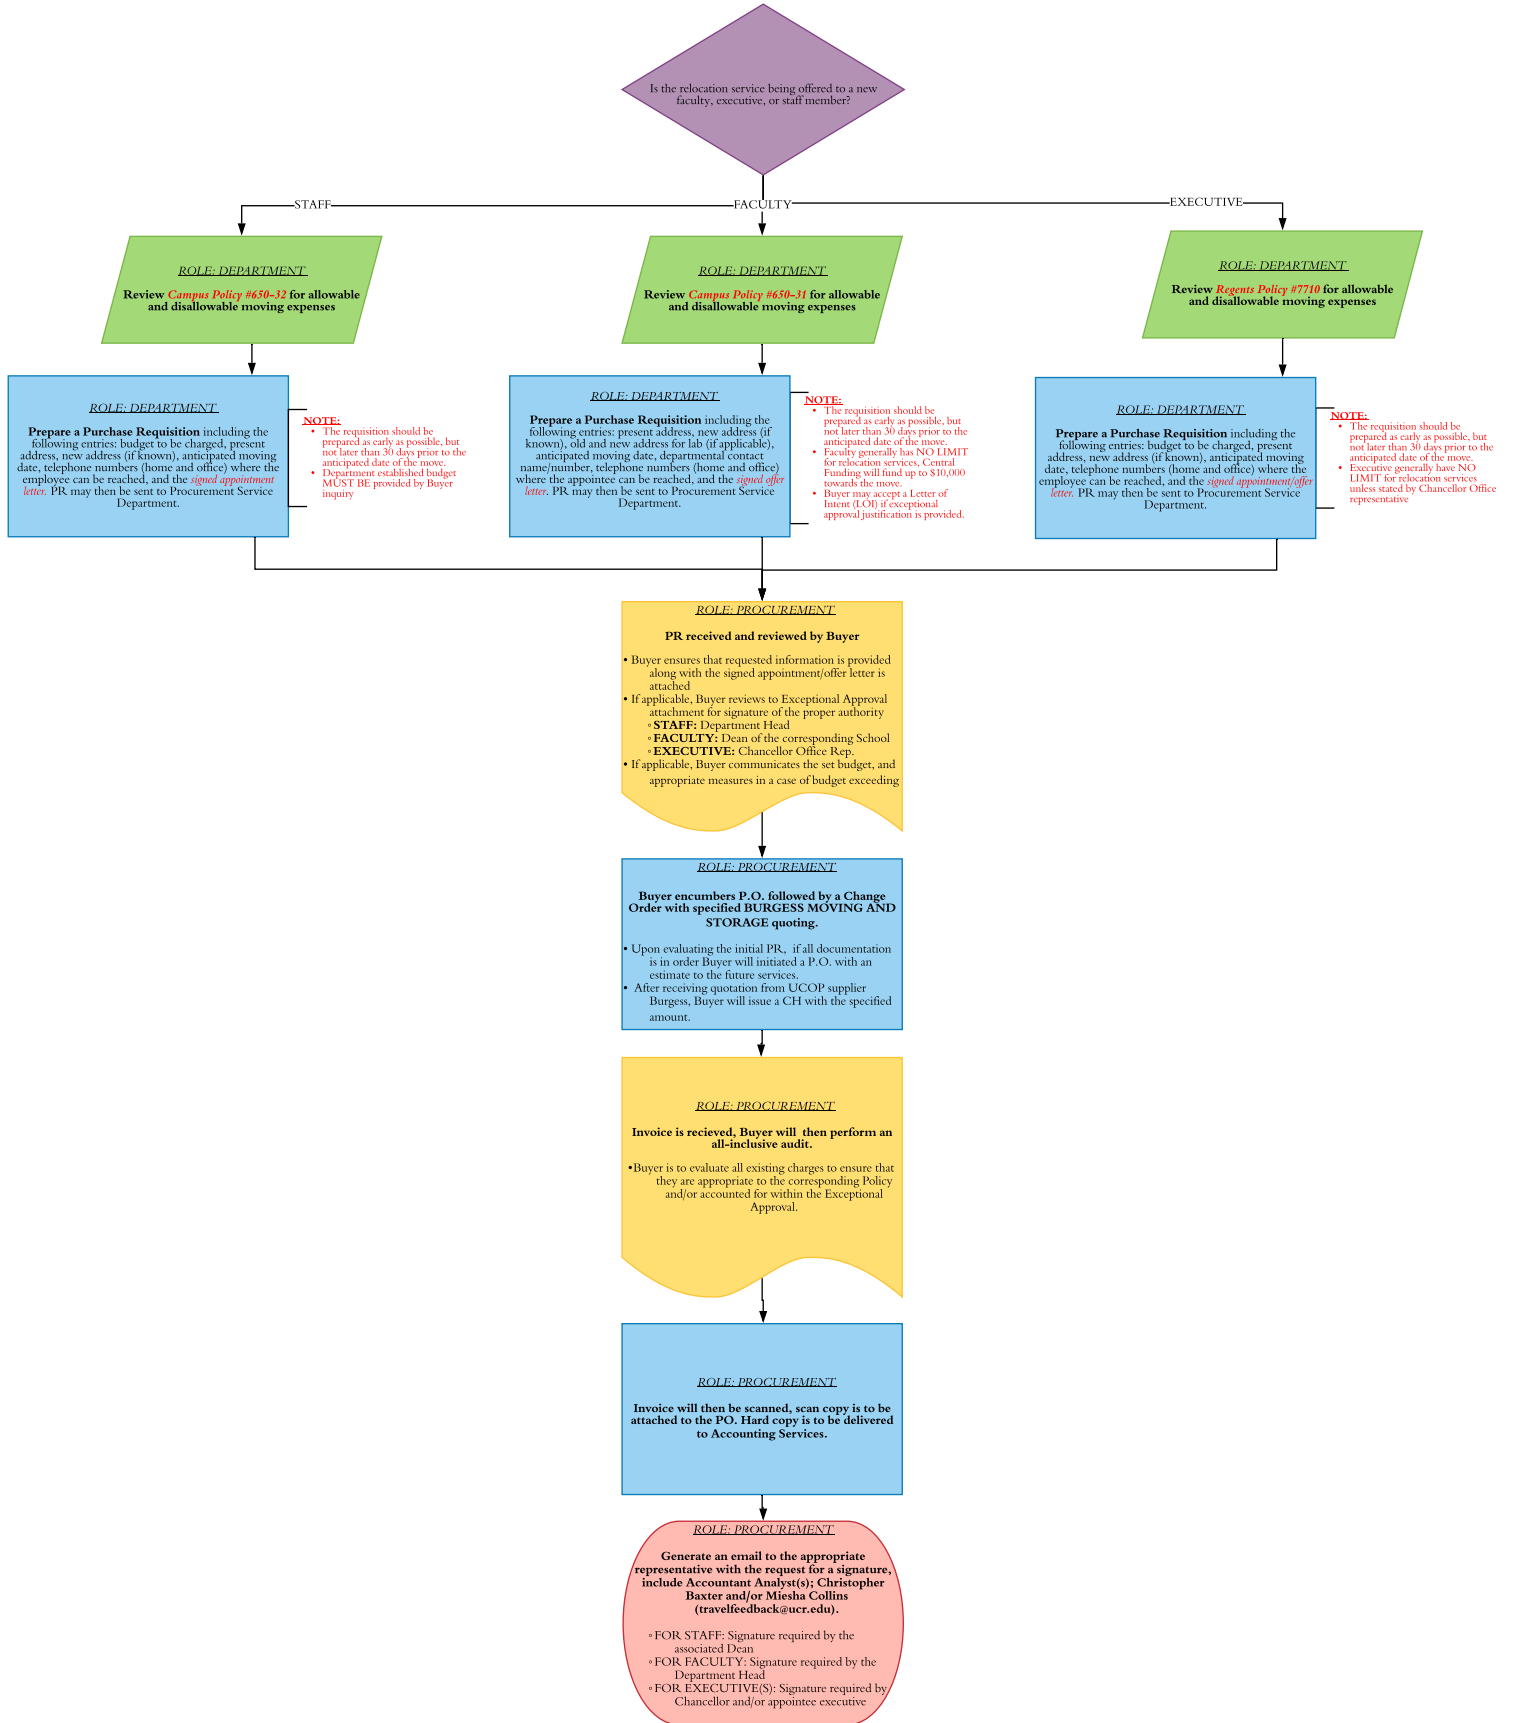 Is the relocation service being offered to a new
faculty, executive, or staff member?
STAFF
FACULTY
EXECUTIVE
ROLE: DEPARTMENT
Review Campus Policy #650-32 for allowable
and disallowable moving expenses
ROLE: DEPARTMENT
Review Campus Policy #650-31 for allowable
and disallowable moving expenses
ROLE: DEPARTMENT
Review Regents Policy #7710 for allowable
and disallowable moving expenses
ROLE: DEPARTMENT
Prepare a Purchase Requisition including the
following entries: budget to be charged, present
address, new address (if known), anticipated moving
date, telephone numbers (home and office) where the
employee can be reached, and the signed appointment
letter. PR may then be sent to Procurement Service
Department.
NOTE:
• The requisition should be
prepared as early as possible, but
not later than 30 days prior to the
anticipated date of the move.
• Department established budget
MUST BE provided by Buyer
inquiry
ROLE: DEPARTMENT
Prepare a Purchase Requisition including the
following entries: present address, new address (if
known), old and new address for lab (if applicable),
anticipated moving date, departmental contact
name/number, telephone numbers (home and office)
where the appointee can be reached, and the signed offer
letter. PR may then be sent to Procurement Service
Department.
NOTE:
• The requisition should be
prepared as early as possible, but
not later than 30 days prior to the
anticipated date of the move.
• Faculty generally has NO LIMIT
for relocation services, Central
Funding will fund up to $10,000
towards the move.
• Buyer may accept a Letter of
Intent (LOI) if exceptional
approval justification is provided.
ROLE: DEPARTMENT
Prepare a Purchase Requisition including the
following entries: budget to be charged, present
address, new address (if known), anticipated moving
date, telephone numbers (home and office) where the
employee can be reached, and the signed appointment/offer
letter. PR may then be sent to Procurement Service
Department.
NOTE:
• The requisition should be
prepared as early as possible, but
not later than 30 days prior to the
anticipated date of the move.
• Executive generally have NO
LIMIT for relocation services
unless stated by Chancellor Office
representative
ROLE: PROCUREMENT
PR received and reviewed by Buyer
• Buyer ensures that requested information is provided
along with the signed appointment/offer letter is
attached
• If applicable, Buyer reviews to Exceptional Approval
attachment for signature of the proper authority
▫ STAFF: Department Head
▫ FACULTY: Dean of the corresponding School
▫ EXECUTIVE: Chancellor Office Rep.
• If applicable, Buyer communicates the set budget, and
appropriate measures in a case of budget exceeding
ROLE: PROCUREMENT
Buyer encumbers P.O. followed by a Change
Order with specified BURGESS MOVING AND
STORAGE quoting.
• Upon evaluating the initial PR, if all documentation
is in order Buyer will initiated a P.O. with an
estimate to the future services.
• After receiving quotation from UCOP supplier
Burgess, Buyer will issue a CH with the specified
amount.
ROLE: PROCUREMENT
Invoice is recieved, Buyer will then perform an
all-inclusive audit.
•Buyer is to evaluate all existing charges to ensure that
they are appropriate to the corresponding Policy
and/or accounted for within the Exceptional
Approval.
ROLE: PROCUREMENT
Invoice will then be scanned, scan copy is to be
attached to the PO. Hard copy is to be delivered
to Accounting Services.
ROLE: PROCUREMENT
Generate an email to the appropriate
representative with the request for a signature,
include Accountant Analyst(s); Christopher
Baxter and/or Miesha Collins
(travelfeedback@ucr.edu).
▫ FOR STAFF: Signature required by the
associated Dean
▫ FOR FACULTY: Signature required by the
Department Head
▫ FOR EXECUTIVE(S): Signature required by
Chancellor and/or appointee executive